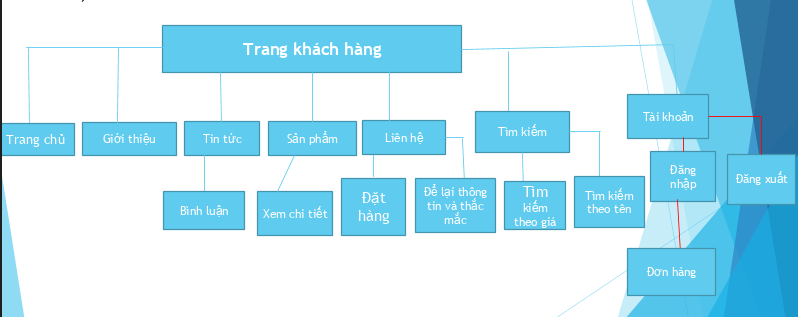 Trang khách hàng
Trang chủ
Giới thiệu
Tin tức
Sản phẩm
Liên hệ
Tìm kiếm
Tài khoản
Bình luận
Xem chi tiết
Đặt
hàng
Để lại thông
tin và thắc
mắc
Tìm
kiếm
theo giá
Tìm kiếm
theo tên
Đăng
nhập
Đăng xuất
Đơn hàng